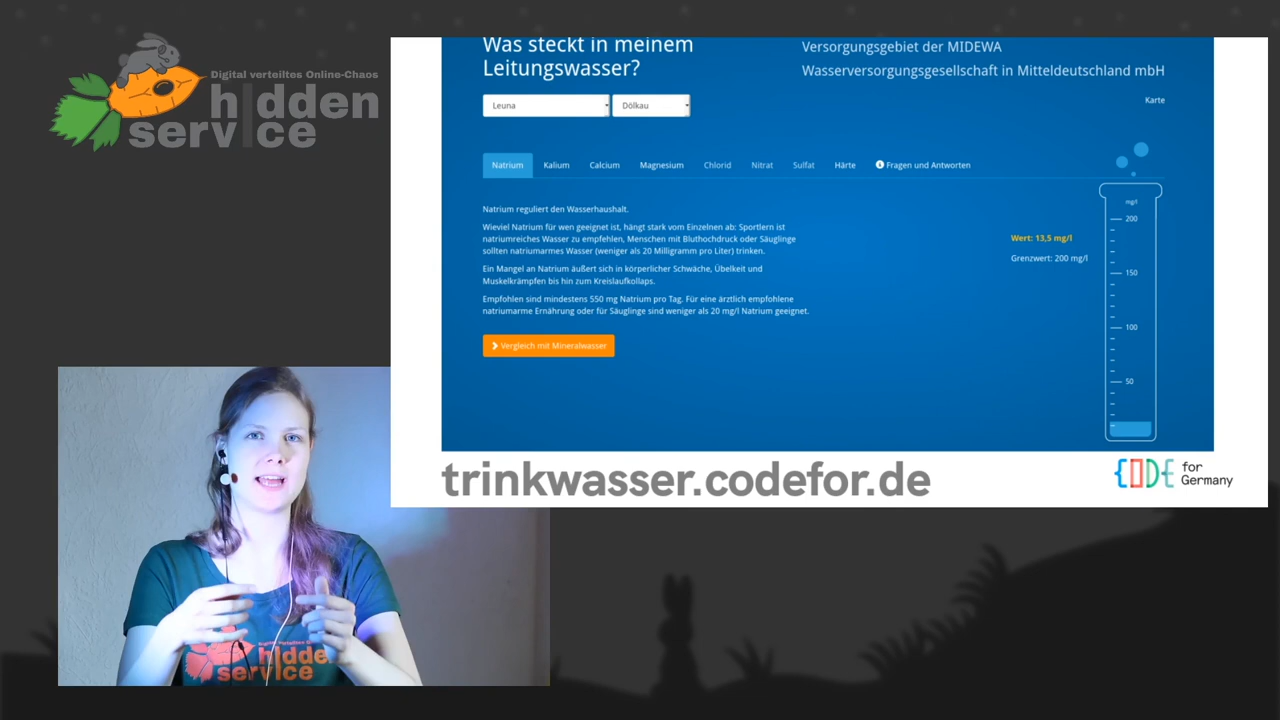 Digital verteiltes Online-Chaos
hidden
service
Was steckt in meinem
Leitungswasser?
Versorgungsgebiet der MIDEWA
Wasserversorgungsgesellschaft in Mitteldeutschland mbH
Leuna
Dölkau
Karte
Natrium Kalium Calcium Magnesium Chlorid Nitrat Sulfat Härte Fragen und Antworten
Natrium reguliert den Wasserhaushalt.
Wieviel Natrium für wen geeignet ist, hängt stark vom Einzelnen ab: Sportlern ist
natriumreiches Wasser zu empfehlen, Menschen mit Bluthochdruck oder Säuglinge
sollten natriumarmes Wasser (weniger als 20 Milligramm pro Liter) trinken.
Ein Mangel an Natrium äußert sich in körperlicher Schwäche, Übelkeit und
Muskelkrämpfen bis hin zum Kreislaufkollaps.
Empfohlen sind mindestens 550 mg Natrium pro Tag. Für eine ärztlich empfohlene
natriumarme Ernährung oder für Säuglinge sind weniger als 20 mg/l Natrium geeignet.
Vergleich mit Mineralwasser
Wert: 13,5 mg/l
Grenzwert: 200 mg/l
mg/l
200
150
100
50
trinkwasser.codefor.de
CODE
for
Germany
hidde
service